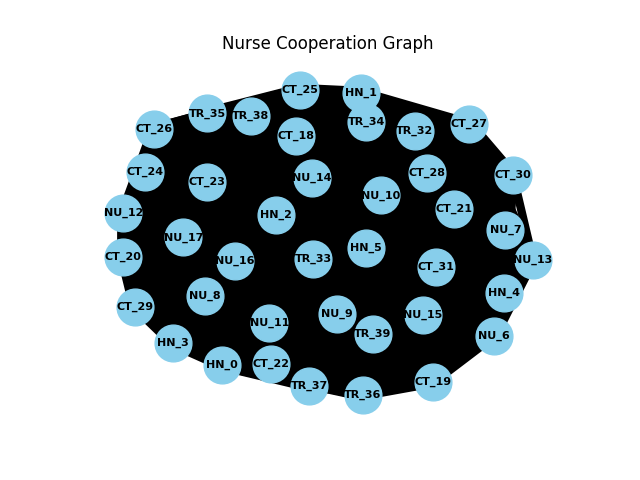 Nurse Cooperation Graph
CT_25
HN_1
TR_35
TR_38
TR_34
CT_27
CT_26
TR_32
CT_18
CT_24
CT_28
CT_30
NU_14
CT_23
NU_10
CT_21
NU_12
HN_2
NU_7
NU_17
HN_5
CT_20
TR_33
NU_16
NU_13
CT_31
HN_4
NU_8
CT_29
NU_9
NU_15
NU_11
TR_39
NU_6
HN_3
CT_22
HN_0
CT_19
TR_37
TR_36